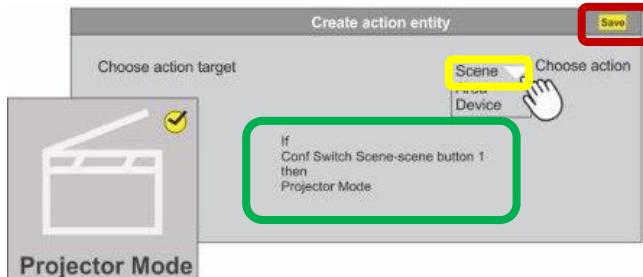 Create action entity
Save
Choose action target
Scene
Choose action
Area
Device
If
Conf Switch Scene-scene button 1
then
Projector Mode
Projector Mode